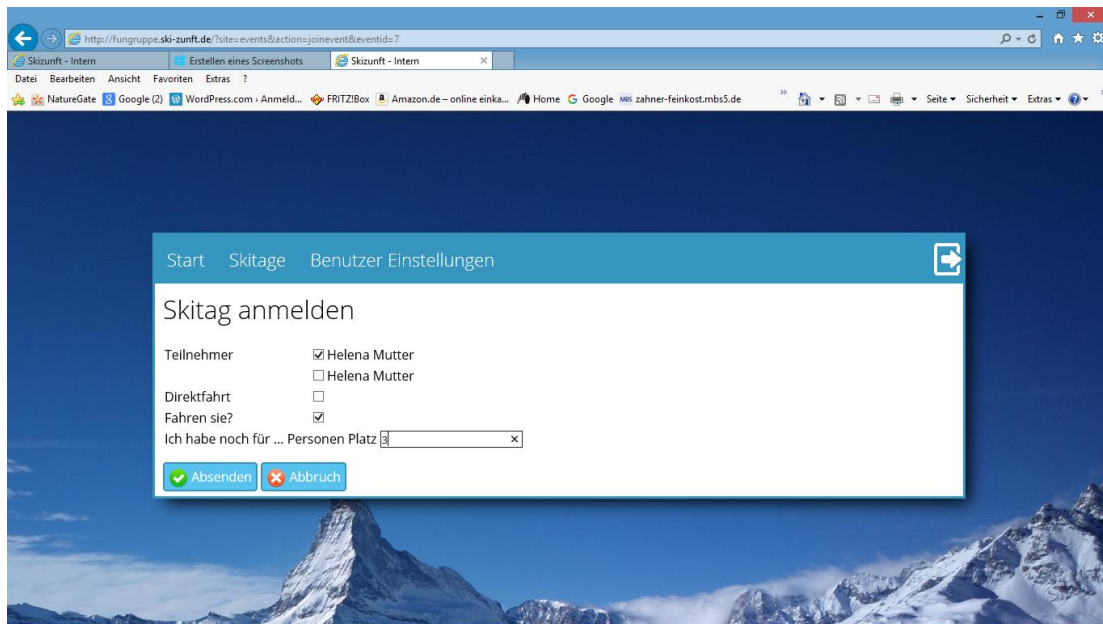 http://fungruppe.ski-zunft.de/?site=events&action=joinevent&eventid=7
Skizunft - Intern
Erstellen eines Screenshots
Skizunft - Intern
Datei Bearbeiten Ansicht Favoriten Extras ?
NatureGate Google (2) WordPress.com › Anmeld... FRITZ!Box Amazon.de – online einka... Home Google MBS zahner-feinkost.mbs5.de » Seite Sicherheit Extras
Start Skitage Benutzer Einstellungen
Skitag anmelden
Teilnehmer Helena Mutter
Helena Mutter
Direktfahrt
Fahren sie?
Ich habe noch für ... Personen Platz 3
Absenden Abbruch